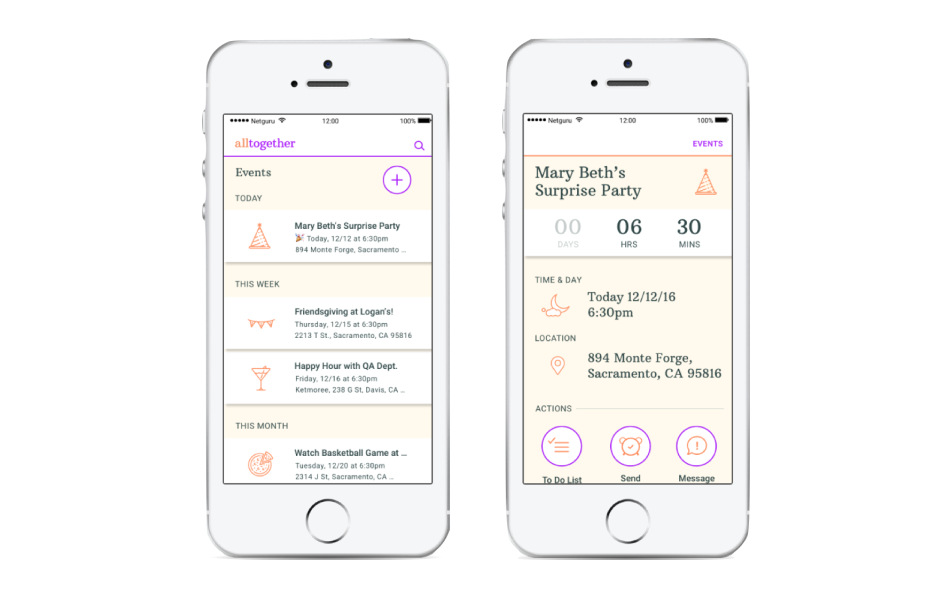 Netguru 12:00 100%
alltogether
Events
TODAY
Mary Beth's Surprise Party
🎉 Today, 12/12 at 6:30pm
894 Monte Forge, Sacramento ...
THIS WEEK
Friendsgiving at Logan's!
Thursday, 12/15 at 6:30pm
2213 T St., Sacramento, CA 95816
Happy Hour with QA Dept.
Friday, 12/16 at 6:30pm
Ketmoree, 238 G St, Davis, CA ...
THIS MONTH
Watch Basketball Game at ...
Tuesday, 12/20 at 6:30pm
2314 J St, Sacramento, CA ...
Netguru 12:00 100%
EVENTS
Mary Beth's
Surprise Party
00 06 30
DAYS HRS MINS
TIME & DAY
Today 12/12/16
6:30pm
LOCATION
894 Monte Forge,
Sacramento, CA 95816
ACTIONS
To Do List Send Message